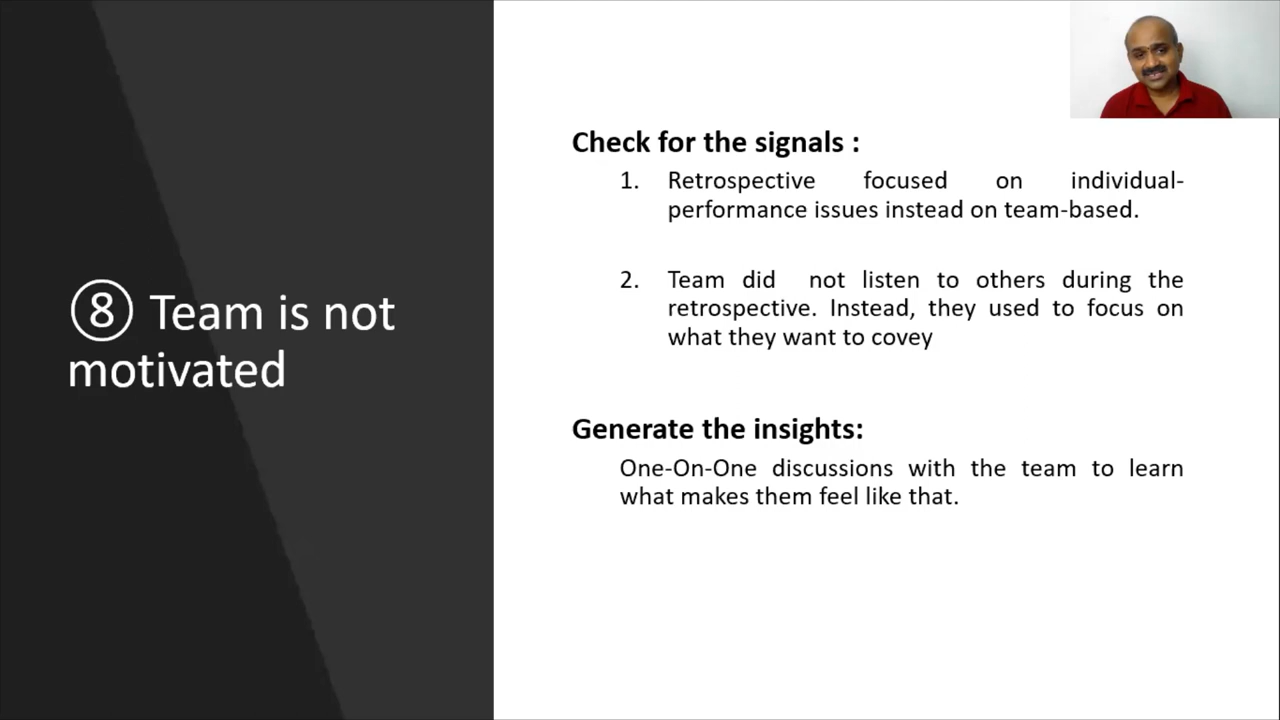 ⑧ Team is not
motivated
Check for the signals :
1. Retrospective focused on individual-
performance issues instead on team-based.
2. Team did not listen to others during the
retrospective. Instead, they used to focus on
what they want to covey
Generate the insights:
One-On-One discussions with the team to learn
what makes them feel like that.